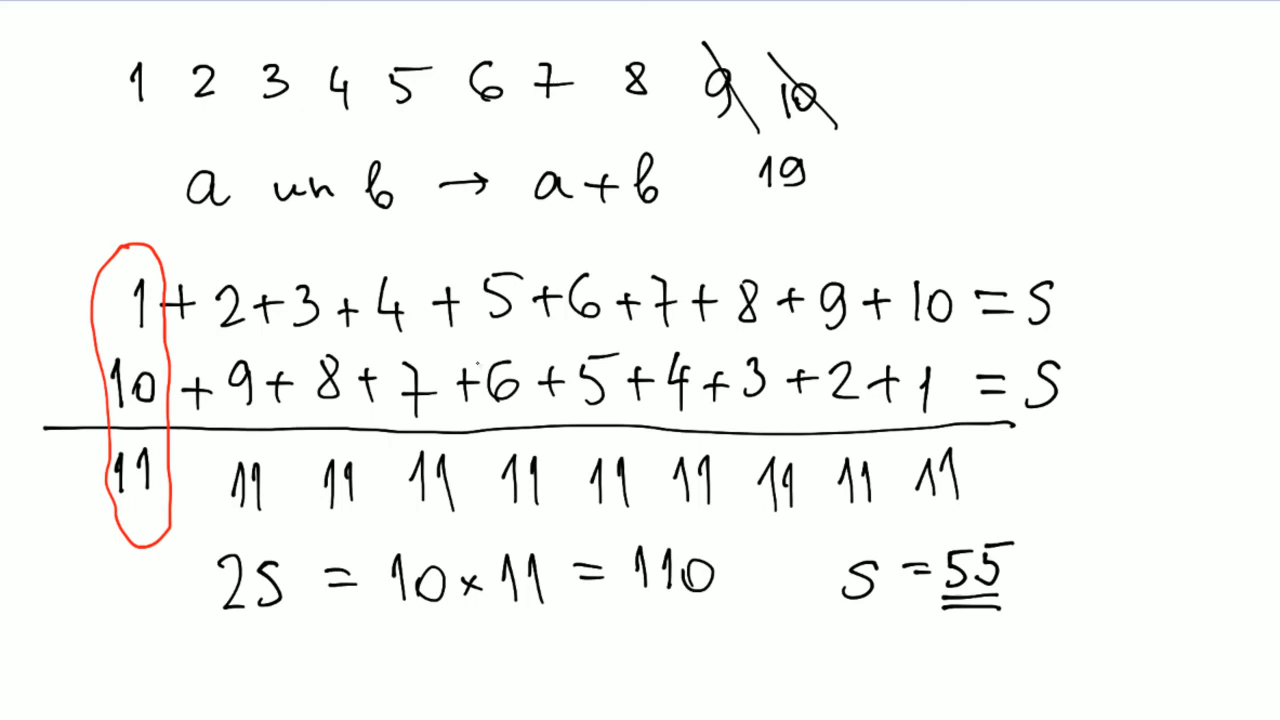 1 2 3 4 5 6 7 8 9 10
a un b → a+b 19
1+2+3+4+5+6+7+8+9+10=S
10+9+8+7+6+5+4+3+2+1=S
11 11 11 11 11 11 11 11 11 11
2S = 10×11 = 110 S = 55